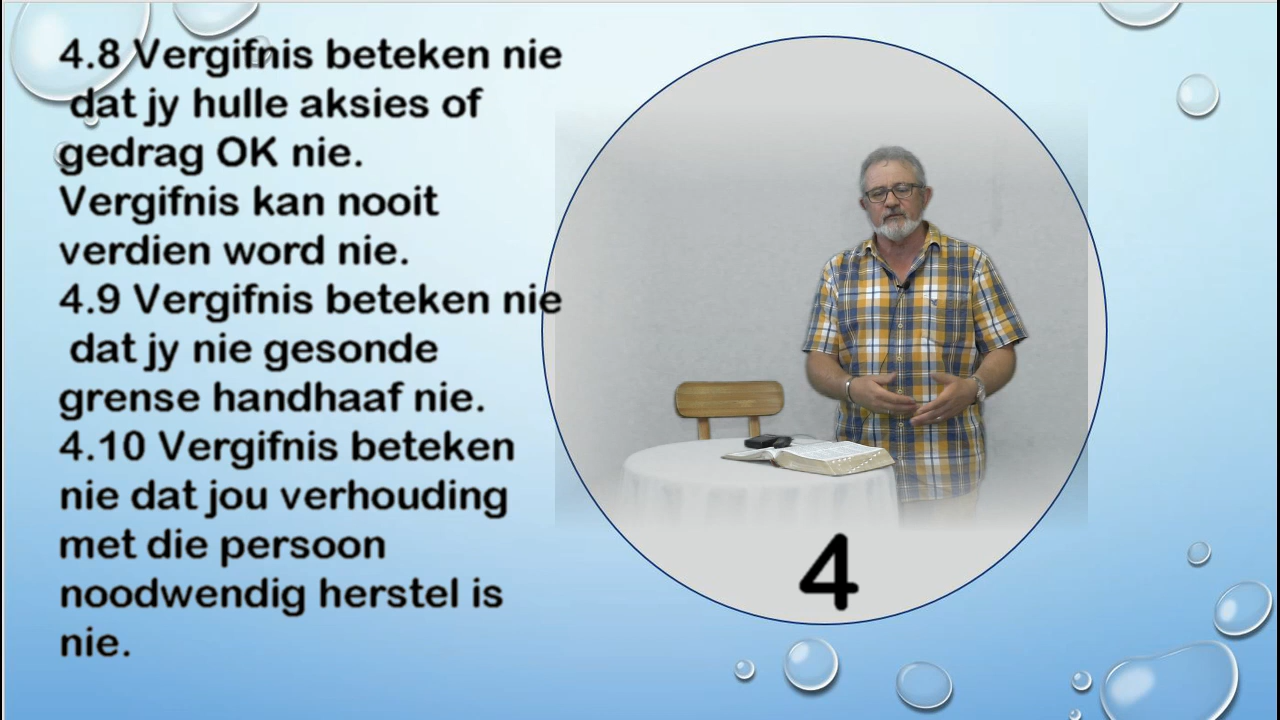 4.8 Vergifnis beteken nie
dat jy hulle aksies of
gedrag OK nie.
Vergifnis kan nooit
verdien word nie.
4.9 Vergifnis beteken nie
dat jy nie gesonde
grense handhaaf nie.
4.10 Vergifnis beteken
nie dat jou verhouding
met die persoon
noodwendig herstel is
nie.
4